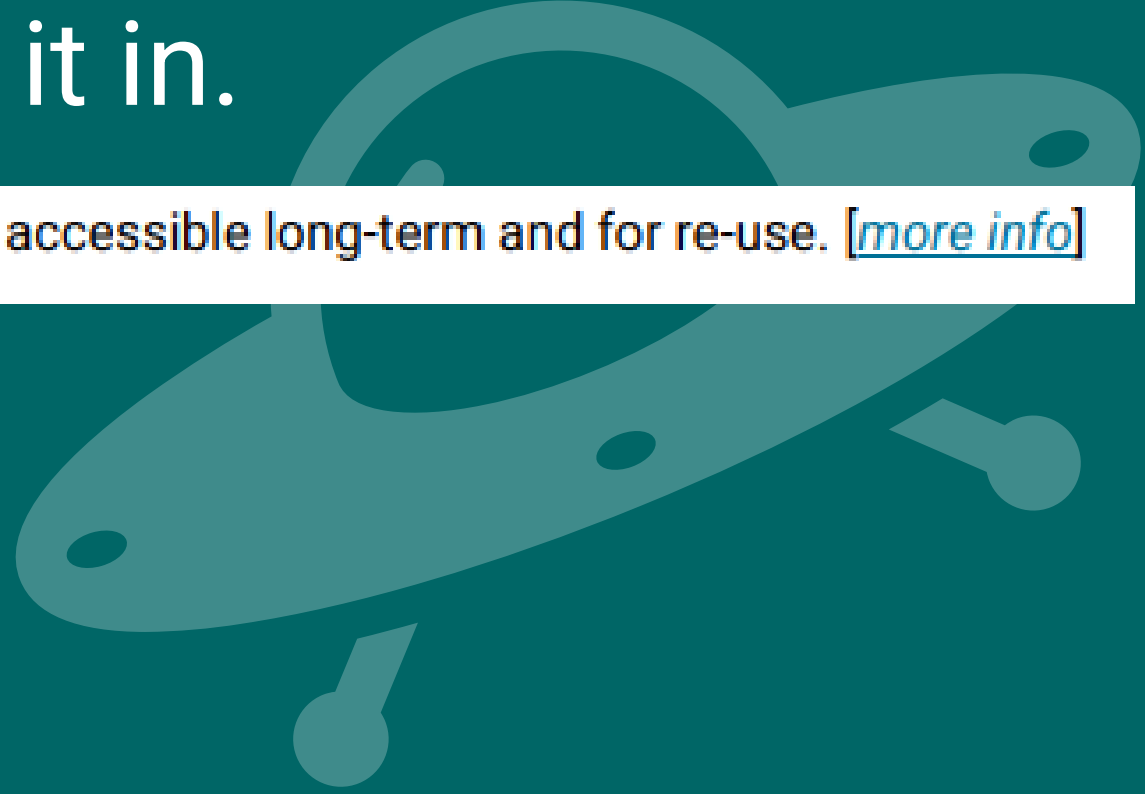 it in.
accessible long-term and for re-use. [more info]